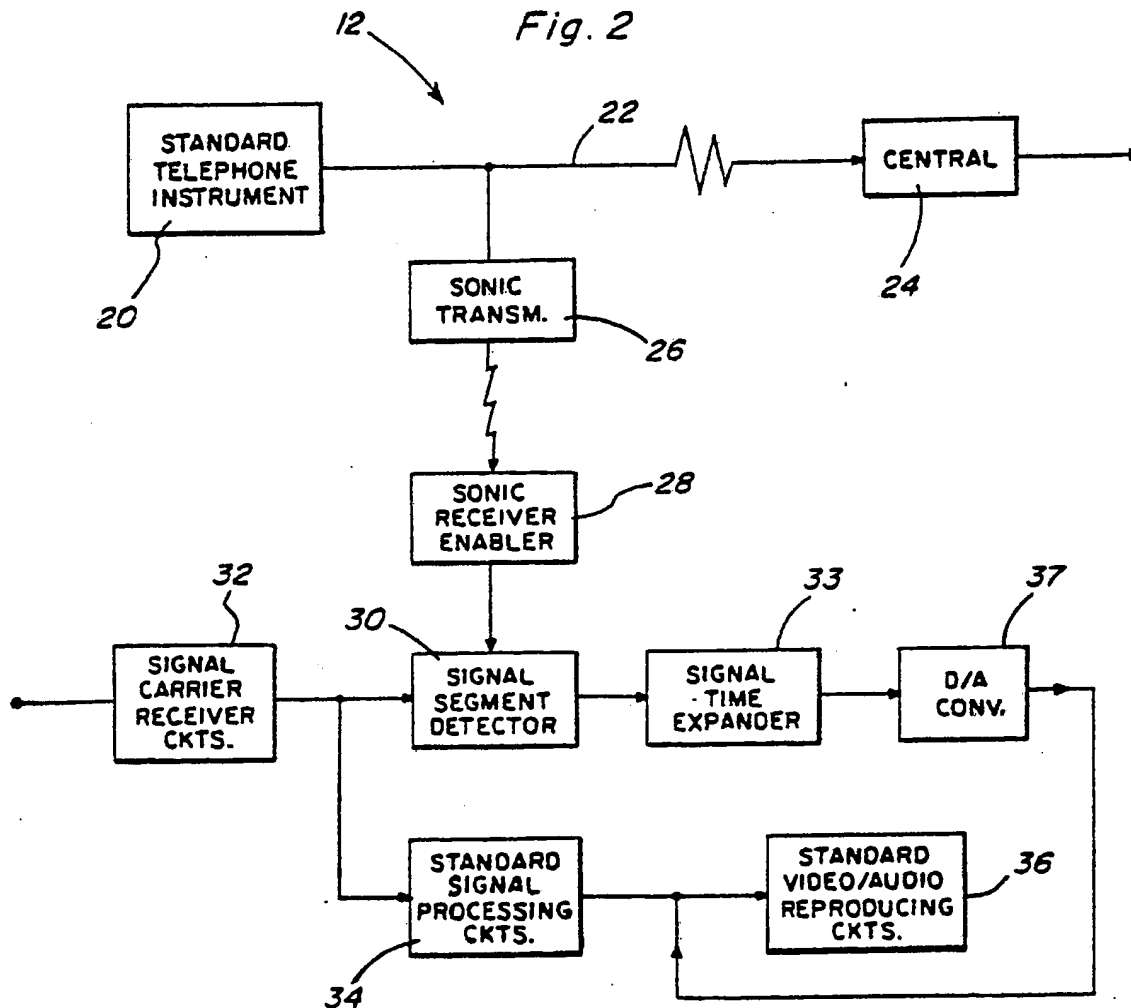 Fig. 2
12
STANDARD
TELEPHONE
INSTRUMENT
20
22
CENTRAL
24
SONIC
TRANSM.
26
SONIC
RECEIVER
ENABLER
28
32
SIGNAL
CARRIER
RECEIVER
CKTS.
30
SIGNAL
SEGMENT
DETECTOR
33
SIGNAL
-TIME
EXPANDER
37
D/A
CONV.
STANDARD
SIGNAL
PROCESSING
CKTS.
34
STANDARD
VIDEO/AUDIO
REPRODUCING
CKTS.
36